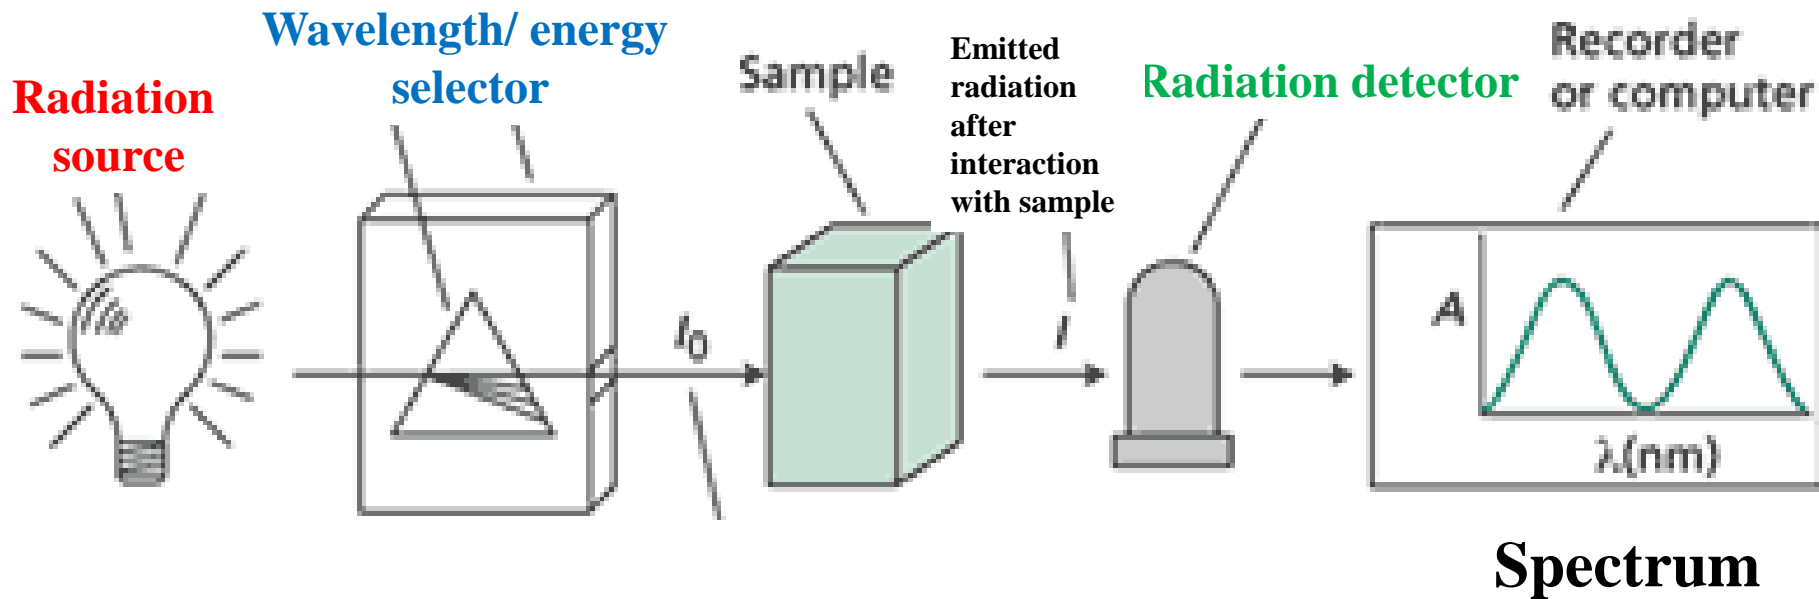 Radiation
source
Wavelength/ energy
selector
I0
Sample
Emitted
radiation
after
interaction
with sample
I
Radiation detector
Recorder
or computer
A
λ(nm)
Spectrum